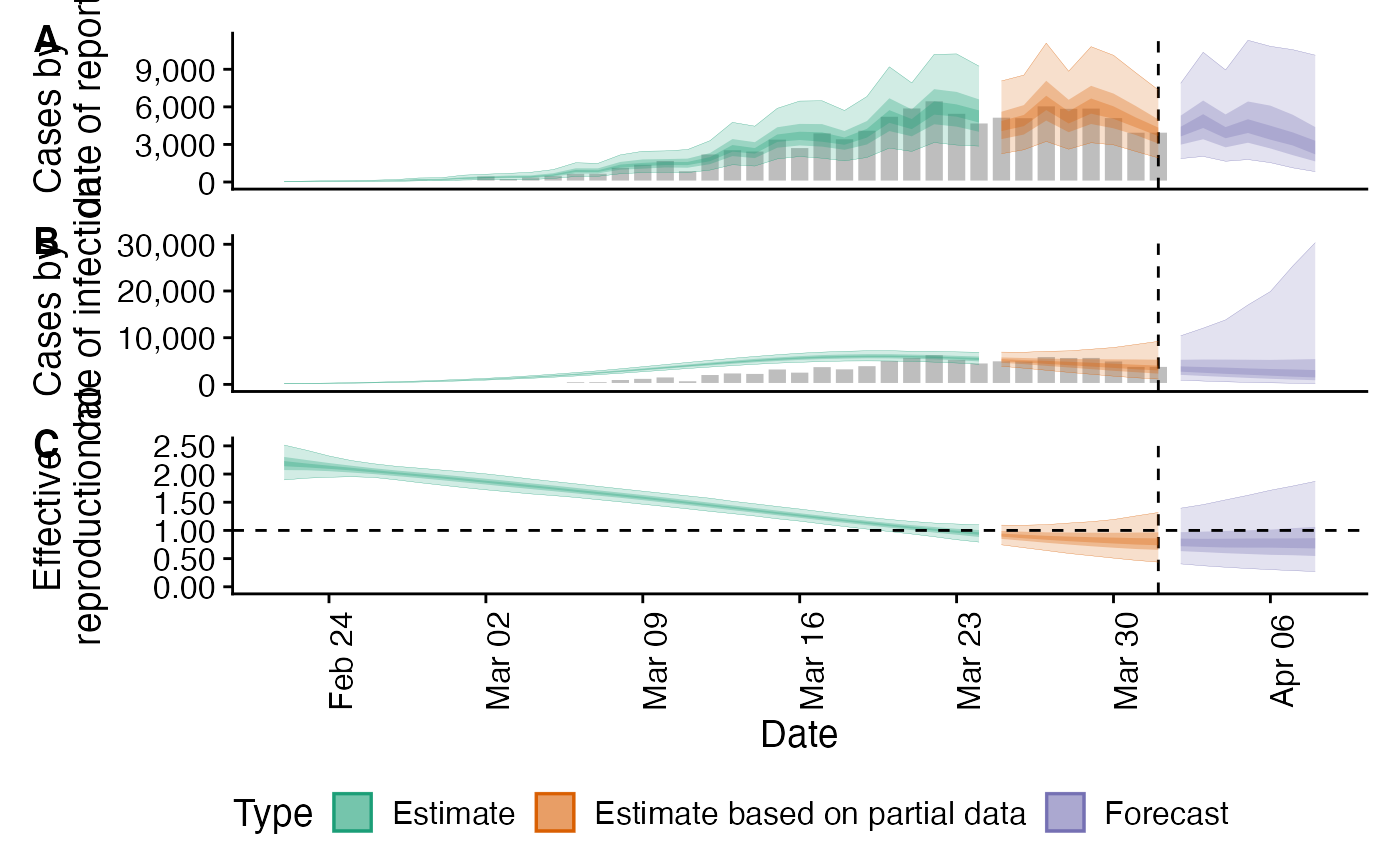 A
Cases by
date of report
9,000
6,000
3,000
0
B
Cases by
date of infection
30,000
20,000
10,000
0
C
Effective
reproduction no.
2.50
2.00
1.50
1.00
0.50
0.00
Feb 24
Mar 02
Mar 09
Mar 16
Mar 23
Mar 30
Apr 06
Date
Type
Estimate
Estimate based on partial data
Forecast